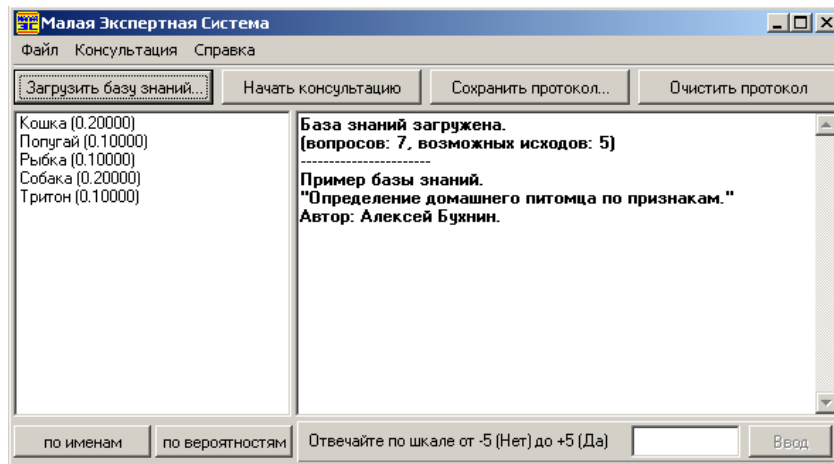 Малая Экспертная Система
Файл Консультация Справка
Загрузить базу знаний... Начать консультацию Сохранить протокол... Очистить протокол
Кошка (0.20000)
Попугай (0.10000)
Рыбка (0.10000)
Собака (0.20000)
Тритон (0.10000)
База знаний загружена.
(вопросов: 7, возможных исходов: 5)
-----------------------
Пример базы знаний.
"Определение домашнего питомца по признакам."
Автор: Алексей Бухнин.
по именам по вероятностям Отвечайте по шкале от -5 (Нет) до +5 (Да) Ввод